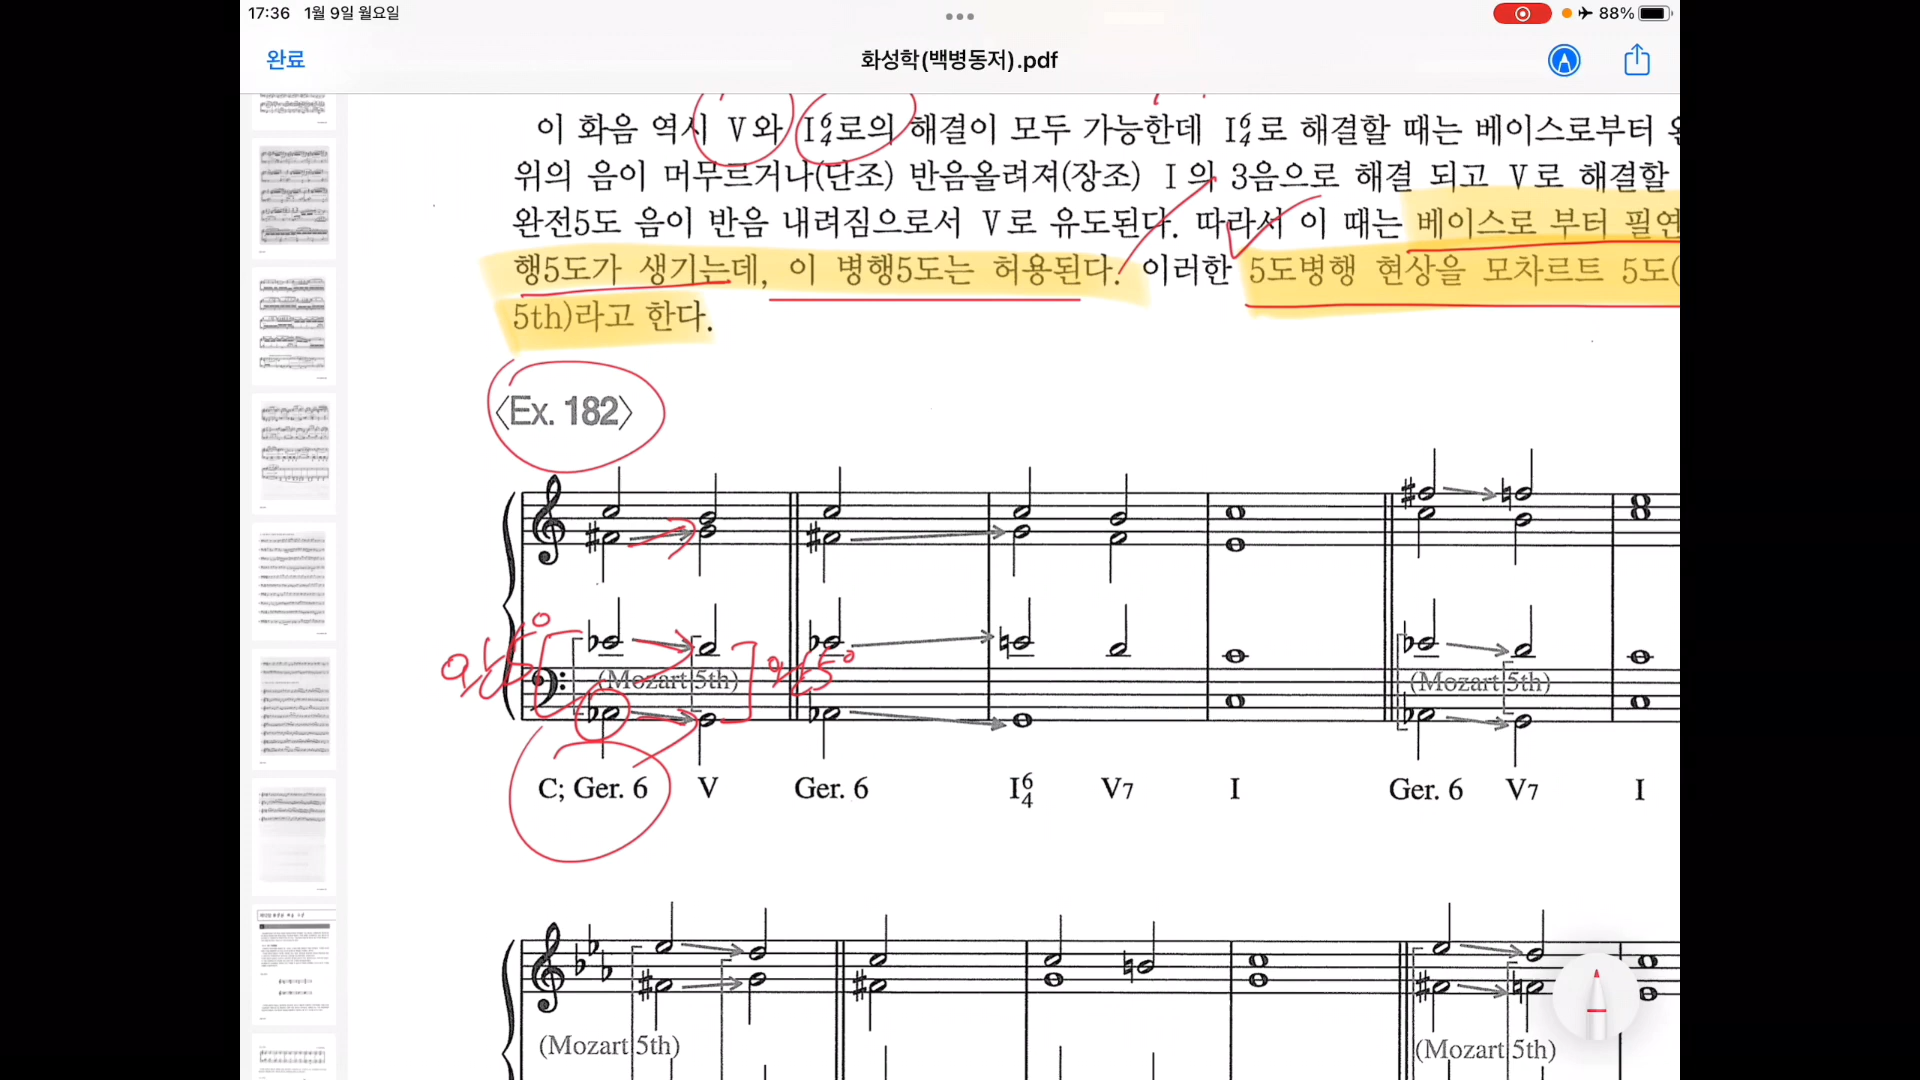 17:36 1월 9일 월요일
88%
완료
화성학(백병동저).pdf
이 화음 역시 V와 I6/4로의 해결이 모두 가능한데 I6/4로 해결할 때는 베이스로부터
위의 음이 머무르거나(단조) 반음올려져(장조) I의 3음으로 해결 되고 V로 해결할
완전5도 음이 반음 내려짐으로서 V로 유도된다. 따라서 이 때는 베이스로 부터 필연
행5도가 생기는데, 이 병행5도는 허용된다. 이러한 5도병행 현상을 모차르트 5도(
5th)라고 한다.
〈Ex. 182〉
(Mozart 5th) (Mozart 5th)
C; Ger. 6 V Ger. 6 I6/4 V7 I Ger. 6 V7 I
(Mozart 5th) (Mozart 5th)